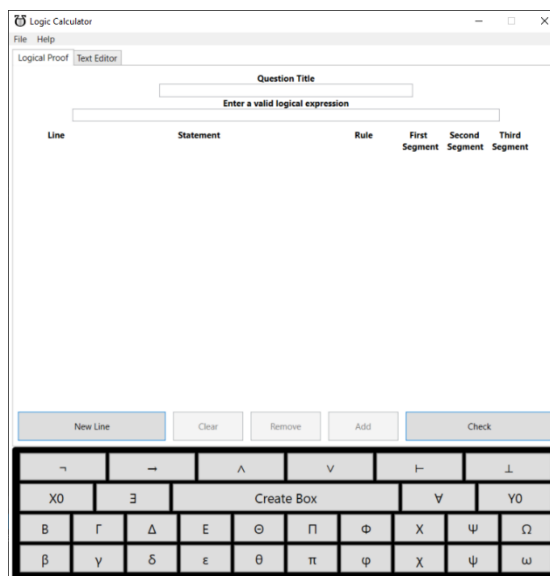 Logic Calculator
File Help
Logical Proof Text Editor
Question Title
Enter a valid logical expression
Line Statement Rule First Segment Second Segment Third Segment
New Line Clear Remove Add Check
¬ → ∧ ∨ ⊢ ⊥
X0 ∃ Create Box ∀ Y0
Β Γ Δ Ε Θ Π Φ Χ Ψ Ω
β γ δ ε θ π φ χ ψ ω